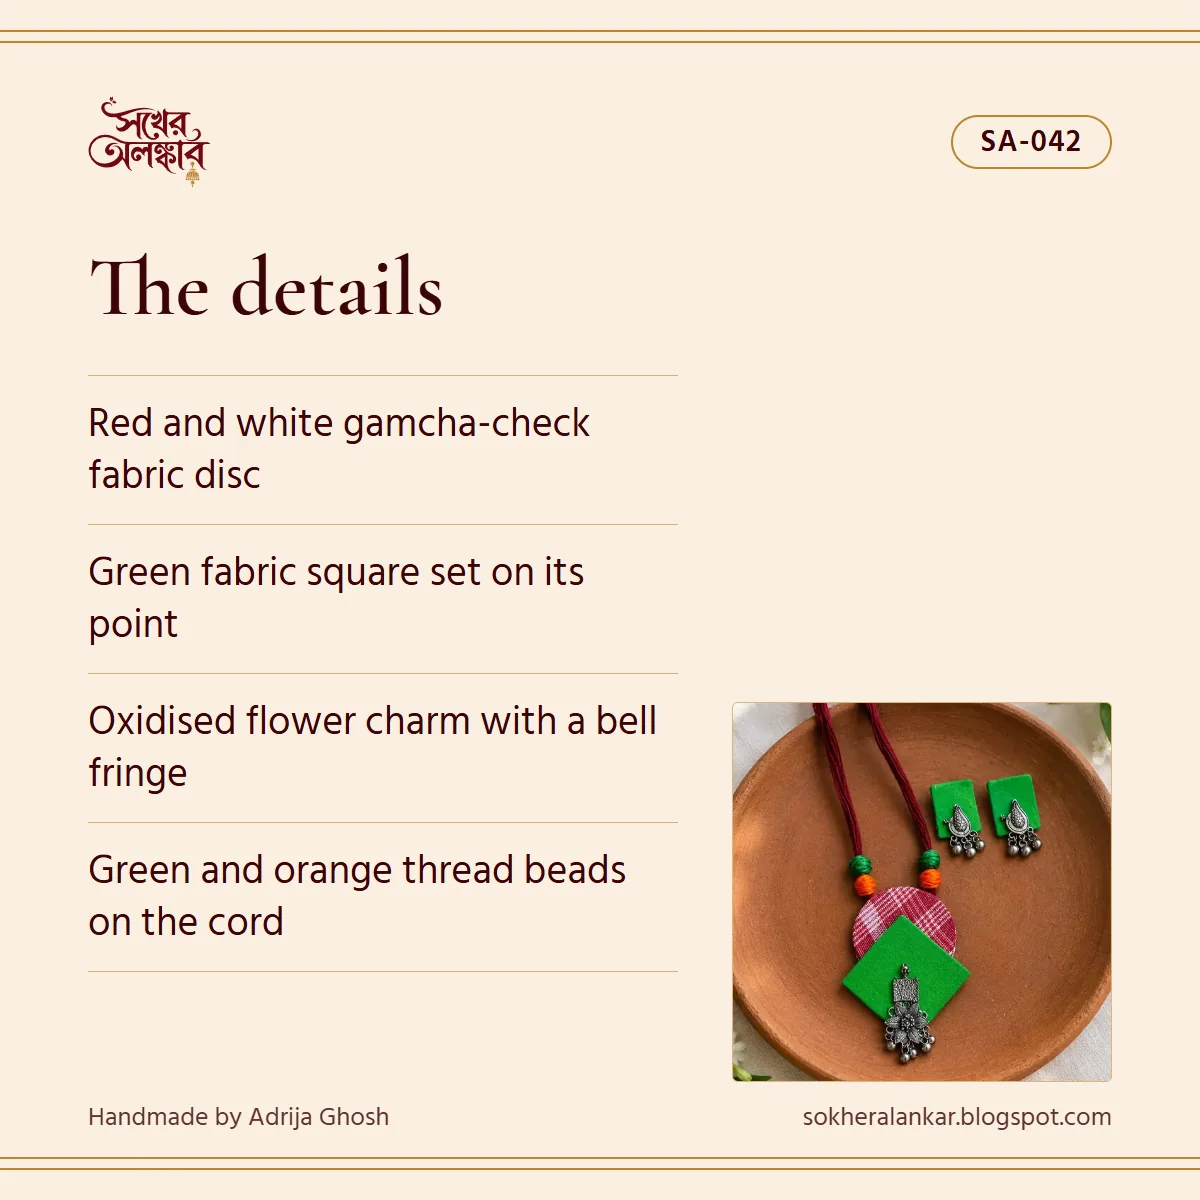 সখের
অলঙ্কার
SA-042
The details
Red and white gamcha-check
fabric disc
Green fabric square set on its
point
Oxidised flower charm with a bell
fringe
Green and orange thread beads
on the cord
Handmade by Adrija Ghosh
sokheralankar.blogspot.com